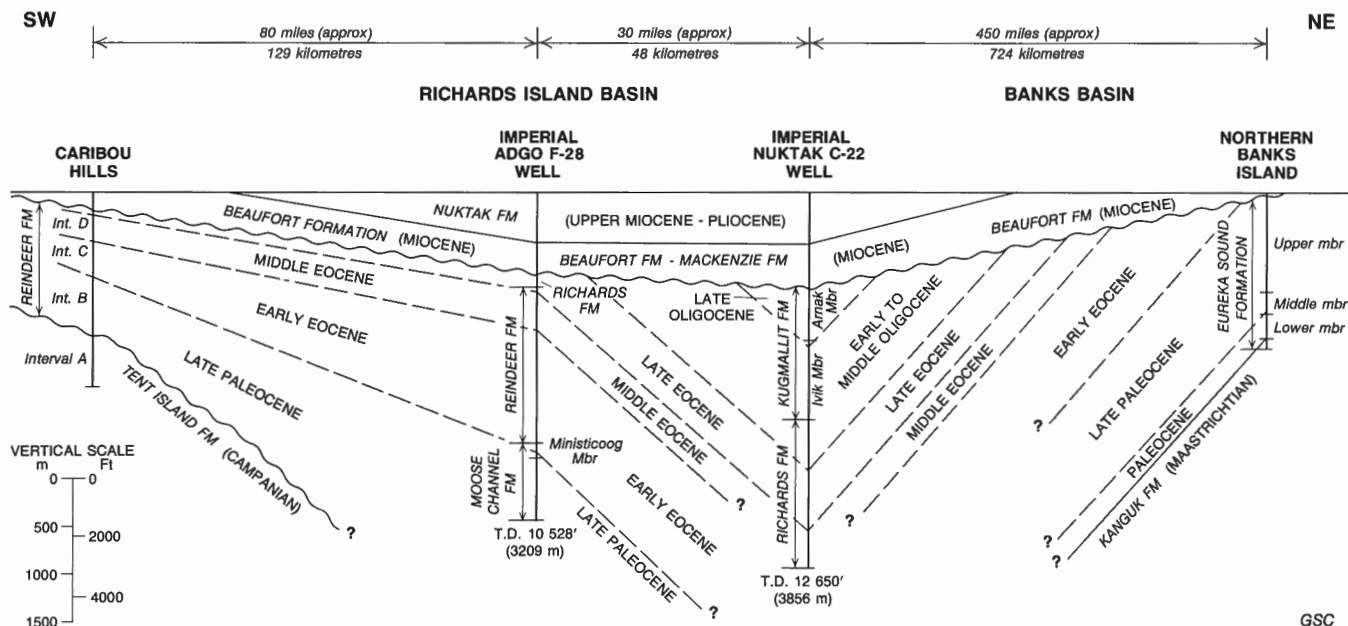 SW
NE
80 miles (approx)
129 kilometres
30 miles (approx)
48 kilometres
450 miles (approx)
724 kilometres
RICHARDS ISLAND BASIN
BANKS BASIN
CARIBOU
HILLS
IMPERIAL
ADGO F-28
WELL
IMPERIAL
NUKTAK C-22
WELL
NORTHERN
BANKS
ISLAND
REINDEER FM
Int. D
Int. C
Int. B
Interval A
NUKTAK FM
(UPPER MIOCENE - PLIOCENE)
BEAUFORT FORMATION (MIOCENE)
BEAUFORT FM - MACKENZIE FM
(MIOCENE)
BEAUFORT FM (MIOCENE)
MIDDLE EOCENE
EARLY EOCENE
LATE PALEOCENE
TENT ISLAND FM (CAMPANIAN)
?
REINDEER FM
MOOSE
CHANNEL
FM
Ministicoog
Mbr
T.D. 10 528'
(3209 m)
RICHARDS
FM
LATE
OLIGOCENE
LATE EOCENE
MIDDLE EOCENE
?
EARLY EOCENE
LATE PALEOCENE
?
KUGMALLIT FM
Arnak
Mbr
Ivik Mbr
RICHARDS FM
T.D. 12 650'
(3856 m)
EARLY TO
MIDDLE OLIGOCENE
LATE EOCENE
MIDDLE EOCENE
?
EARLY EOCENE
?
LATE PALEOCENE
PALEOCENE
?
KANGUK FM (MAASTRICHTIAN)
?
EUREKA SOUND
FORMATION
Upper mbr
Middle mbr
Lower mbr
VERTICAL SCALE
m Ft
0 0
500 2000
1000 4000
1500
GSC